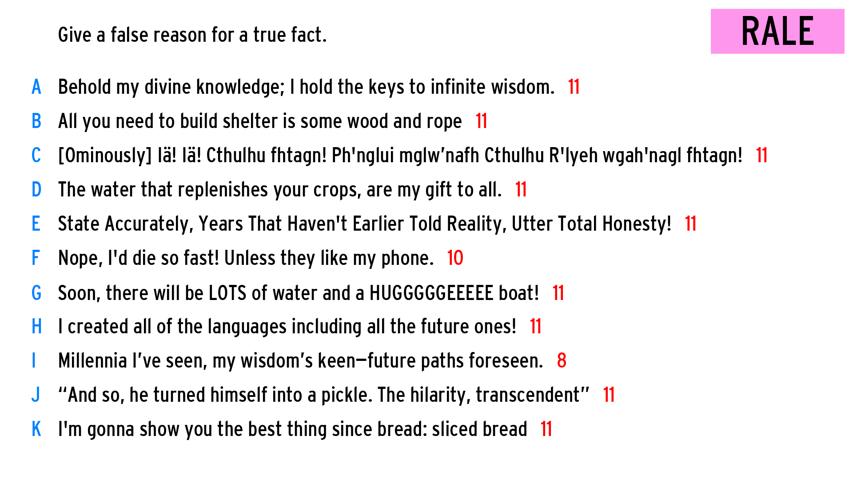 Give a false reason for a true fact.
RALE
A Behold my divine knowledge; I hold the keys to infinite wisdom. 11
B All you need to build shelter is some wood and rope 11
C [Ominously] Iä! Iä! Cthulhu fhtagn! Ph'nglui mglw’nafh Cthulhu R'lyeh wgah'nagl fhtagn! 11
D The water that replenishes your crops, are my gift to all. 11
E State Accurately, Years That Haven't Earlier Told Reality, Utter Total Honesty! 11
F Nope, I'd die so fast! Unless they like my phone. 10
G Soon, there will be LOTS of water and a HUGGGGGEEEEE boat! 11
H I created all of the languages including all the future ones! 11
I Millennia I’ve seen, my wisdom’s keen—future paths foreseen. 8
J “And so, he turned himself into a pickle. The hilarity, transcendent” 11
K I'm gonna show you the best thing since bread: sliced bread 11